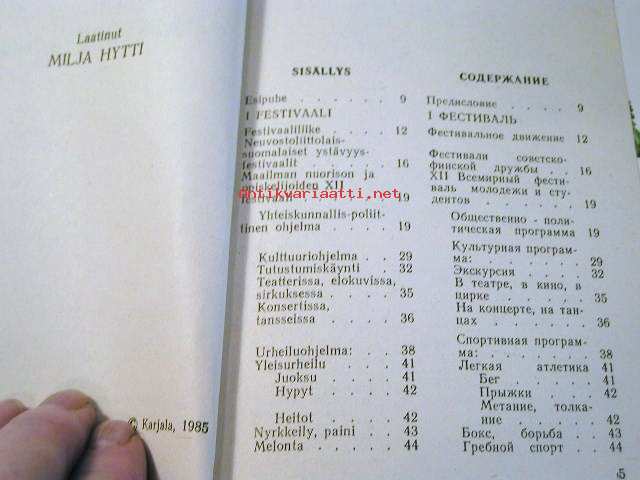 Laatinut
MILJA HYTTI
© Karjala, 1985
SISÄLLYS
Esipuhe . . . . . . 9
I FESTIVAALI
Festivaaliliike . . . . 12
Neuvostoliittolais-
suomalaiset ystävyys-
festivaalit . . . . . 16
Maailman nuorison ja
opiskelijoiden XII
festivaali . . . . . 19
Yhteiskunnallis-poliit-
tinen ohjelma . . . . 19
Kulttuuriohjelma . . 29
Tutustumiskäynti . . 32
Teatterissa, elokuvissa,
sirkuksessa . . . . 35
Konsertissa,
tansseissa . . . . 36
Urheiluohjelma: . . 38
Yleisurheilu . . . 41
Juoksu . . . . 41
Hypyt . . . . 42
Heitot . . . . 42
Nyrkkeily, paini . . 43
Melonta . . . . 44
СОДЕРЖАНИЕ
Предисловие . . . . 9
I ФЕСТИВАЛЬ
Фестивальное движение 12
Фестивали советско-
финской дружбы . . 16
XII Всемирный фести-
валь молодежи и сту-
дентов . . . . . . 19
Общественно - поли-
тическая программа 19
Культурная програм-
ма: . . . . . . 29
Экскурсия . . . . 32
В театре, в кино, в
цирке . . . . . 35
На концерте, на тан-
цах . . . . . . 36
Спортивная програм-
ма: . . . . . . 38
Легкая атлетика 41
Бег . . . . . 41
Прыжки . . . 42
Метание, толка-
ние . . . . . 42
Бокс, борьба . . 43
Гребной спорт . . 44
5
antikvariaatti.net